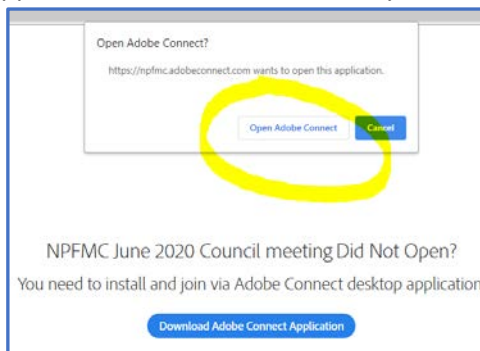 Open Adobe Connect?
https://npfmc.adobeconnect.com wants to open this application.
Open Adobe Connect
Cancel
NPFMC June 2020 Council meeting Did Not Open?
You need to install and join via Adobe Connect desktop application
Download Adobe Connect Application